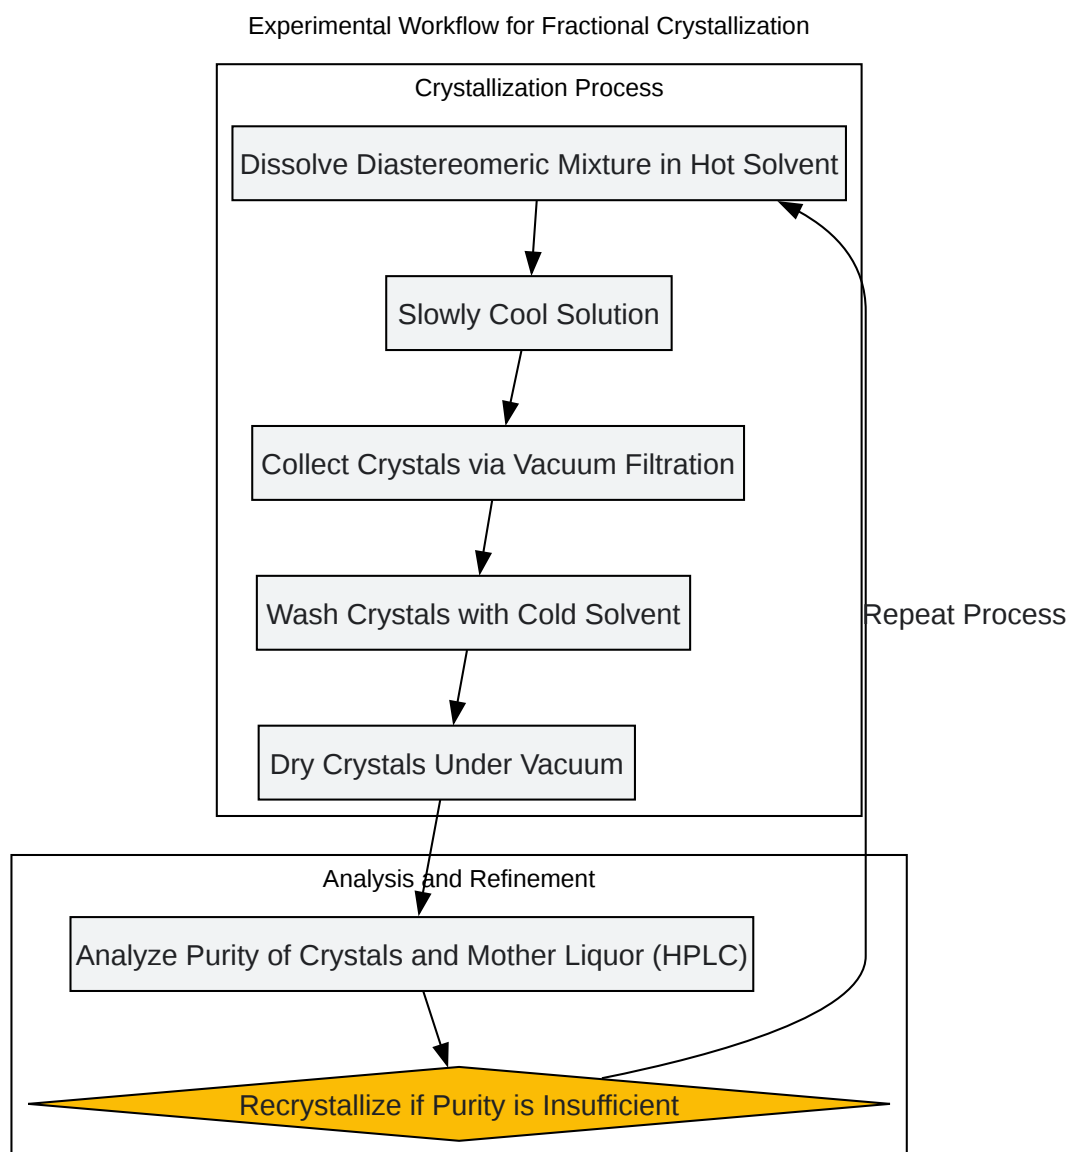 Experimental Workflow for Fractional Crystallization
Crystallization Process
Dissolve Diastereomeric Mixture in Hot Solvent
Slowly Cool Solution
Collect Crystals via Vacuum Filtration
Wash Crystals with Cold Solvent
Repeat Process
Dry Crystals Under Vacuum
Analysis and Refinement
Analyze Purity of Crystals and Mother Liquor (HPLC)
Recrystallize if Purity is Insufficient